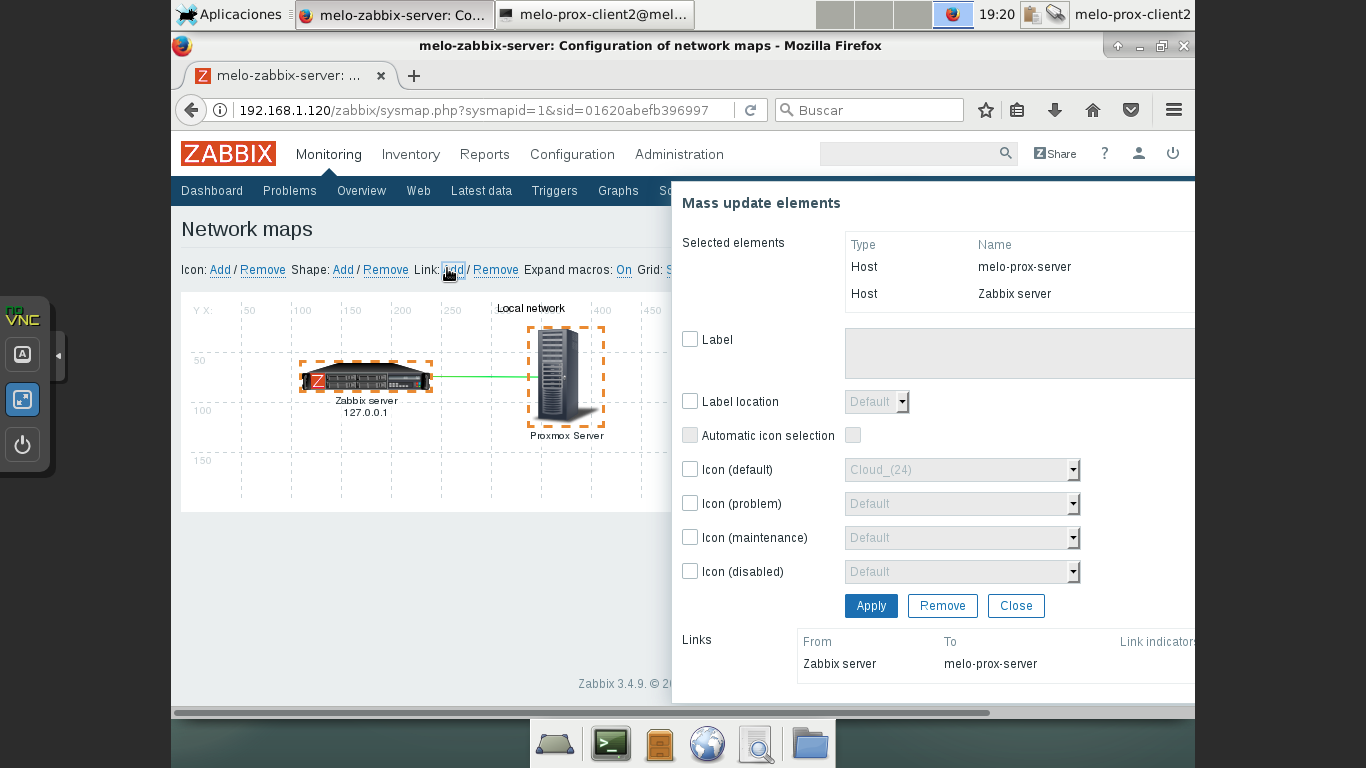 Aplicaciones
melo-zabbix-server: Co...
melo-prox-client2@mel...
19:20
melo-prox-client2
melo-zabbix-server: Configuration of network maps - Mozilla Firefox
melo-zabbix-server: ...
192.168.1.120/zabbix/sysmap.php?sysmapid=1&sid=01620abefb396997
Buscar
ZABBIX
Monitoring
Inventory
Reports
Configuration
Administration
Z Share
?
Dashboard
Problems
Overview
Web
Latest data
Triggers
Graphs
Sc
Network maps
Icon: Add / Remove Shape: Add / Remove Link: Add / Remove Expand macros: On Grid: S
Y X:
50
100
150
200
250
400
450
Local network
50
100
150
Z
Zabbix server
127.0.0.1
Proxmox Server
Zabbix 3.4.9. © 20
Mass update elements
Selected elements
Type
Name
Host
melo-prox-server
Host
Zabbix server
Label
Label location
Default
Automatic icon selection
Icon (default)
Cloud_(24)
Icon (problem)
Default
Icon (maintenance)
Default
Icon (disabled)
Default
Apply
Remove
Close
Links
From
To
Link indicators
Zabbix server
melo-prox-server
no
VNC
A